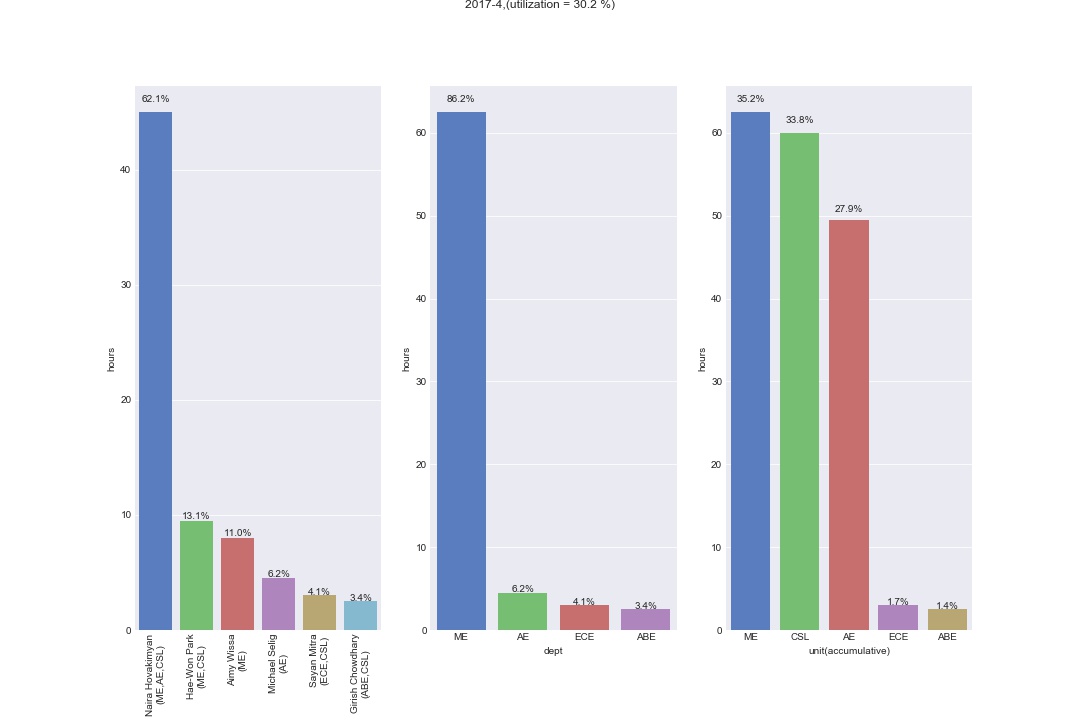 2017-4,(utilization = 30.2 %)
62.1%
13.1%
11.0%
6.2%
4.1%
3.4%
40
30
20
10
0
hours
Naira Hovakimyan
(ME,AE,CSL)
Hae-Won Park
(ME,CSL)
Aimy Wissa
(ME)
Michael Selig
(AE)
Sayan Mitra
(ECE,CSL)
Girish Chowdhary
(ABE,CSL)
86.2%
6.2%
4.1%
3.4%
60
50
40
30
20
10
0
hours
ME
AE
ECE
ABE
dept
35.2%
33.8%
27.9%
1.7%
1.4%
60
50
40
30
20
10
0
hours
ME
CSL
AE
ECE
ABE
unit(accumulative)